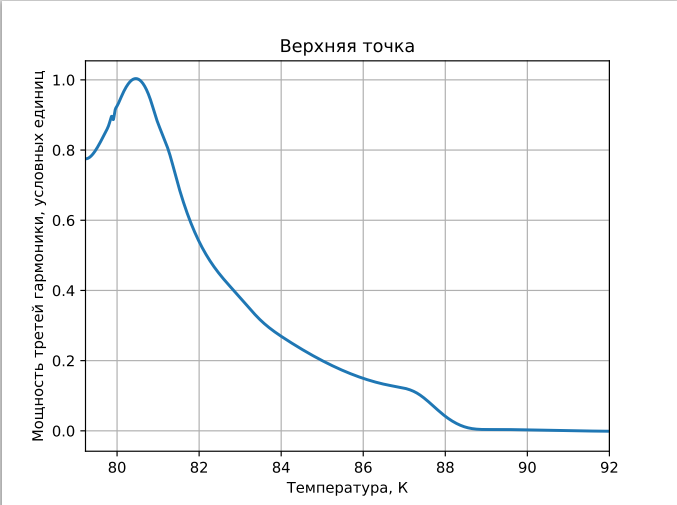 Верхняя точка
Мощность третей гармоники, условных единиц
1.0
0.8
0.6
0.4
0.2
0.0
80 82 84 86 88 90 92
Температура, К